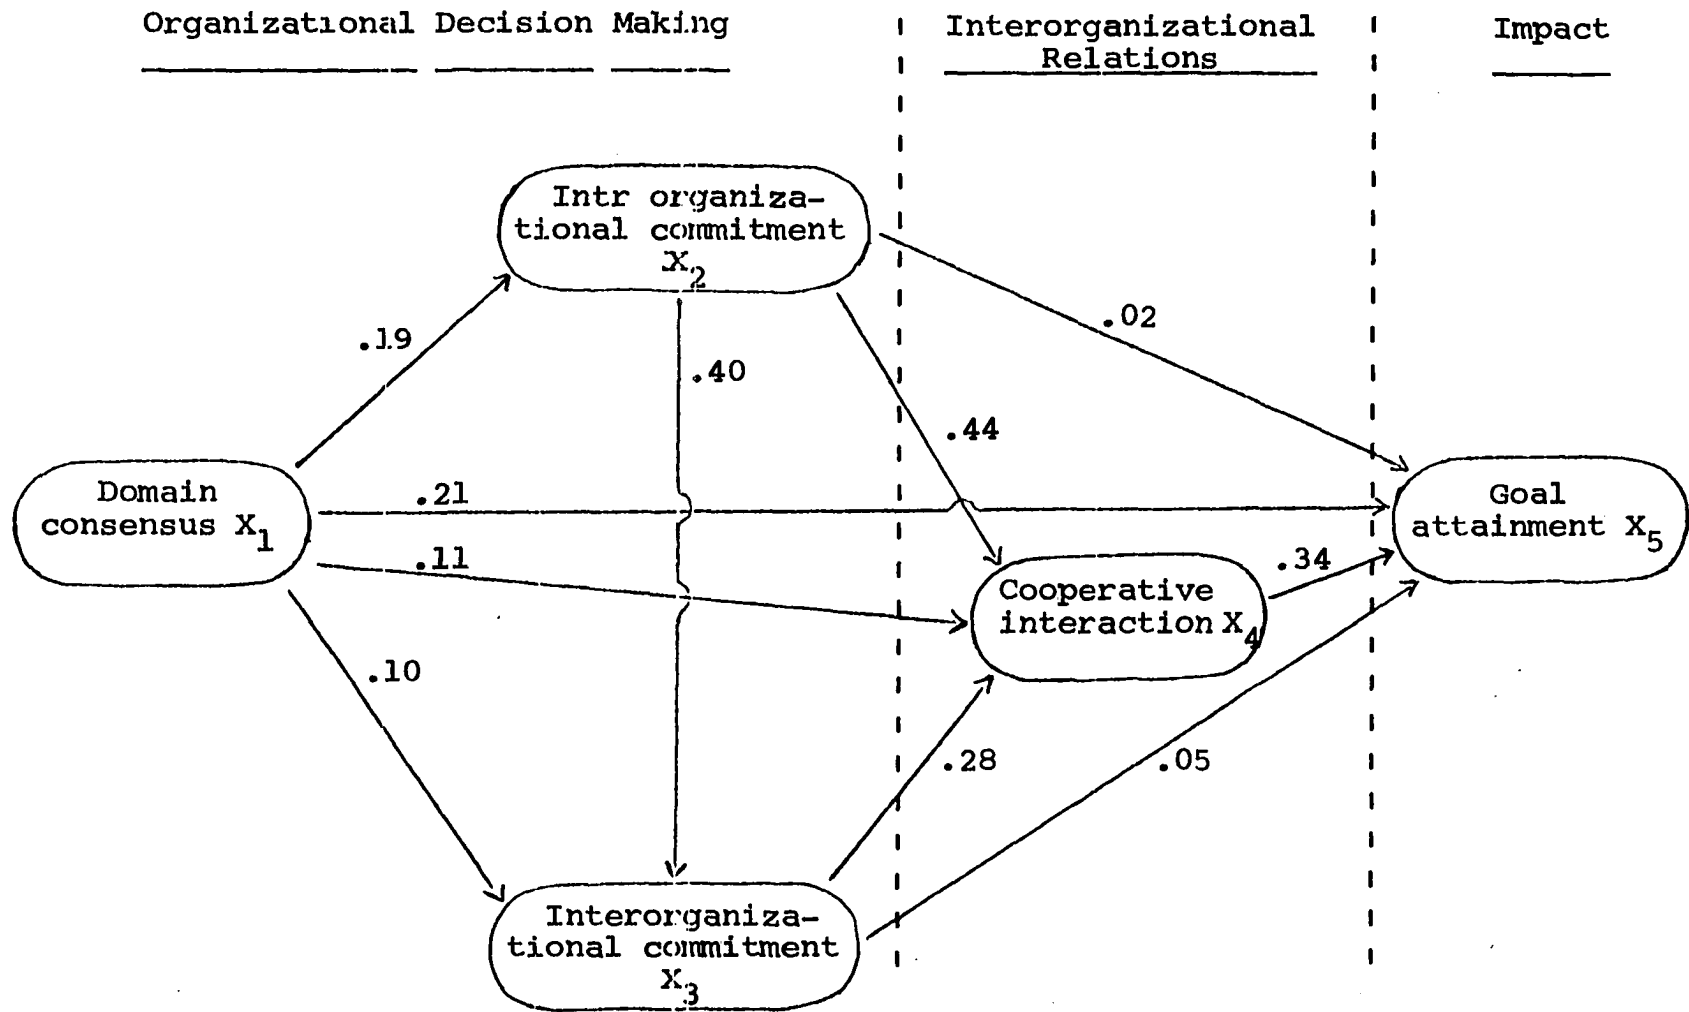 Organizational Decision Making
Interorganizational
Relations
Impact
Intr organiza-
tional commitment
X2
.19
.40
.02
.44
Domain
consensus X1
.21
.11
Goal
attainment X5
.34
Cooperative
interaction X4
.10
.28
.05
Interorganiza-
tional commitment
X3